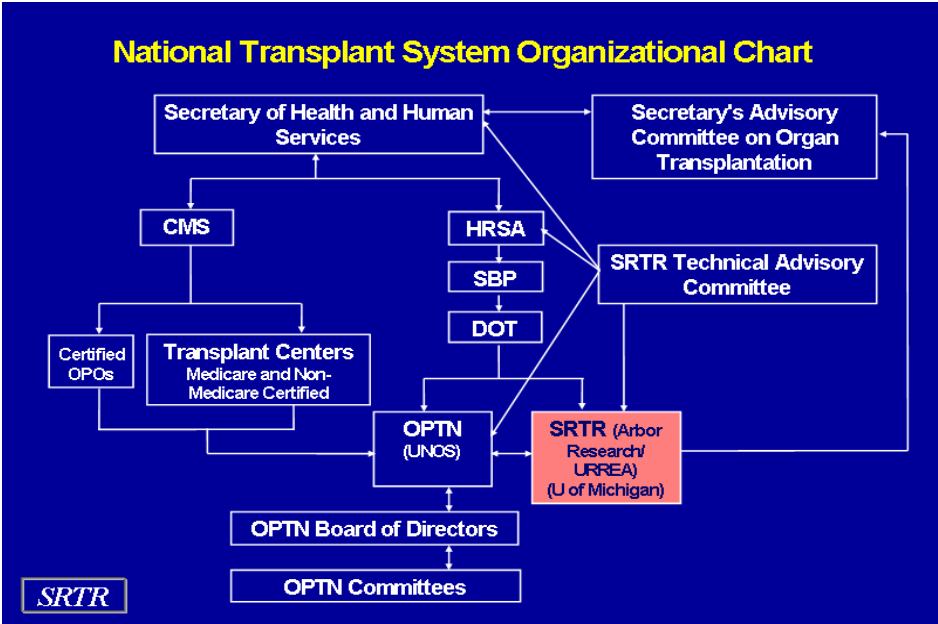 National Transplant System Organizational Chart
Secretary of Health and Human
Services
Secretary's Advisory
Committee on Organ
Transplantation
CMS
HRSA
SRTR Technical Advisory
Committee
SBP
DOT
Certified
OPOs
Transplant Centers
Medicare and Non-
Medicare Certified
OPTN
(UNOS)
SRTR (Arbor
Research/
URREA)
(U of Michigan)
OPTN Board of Directors
OPTN Committees
SRTR